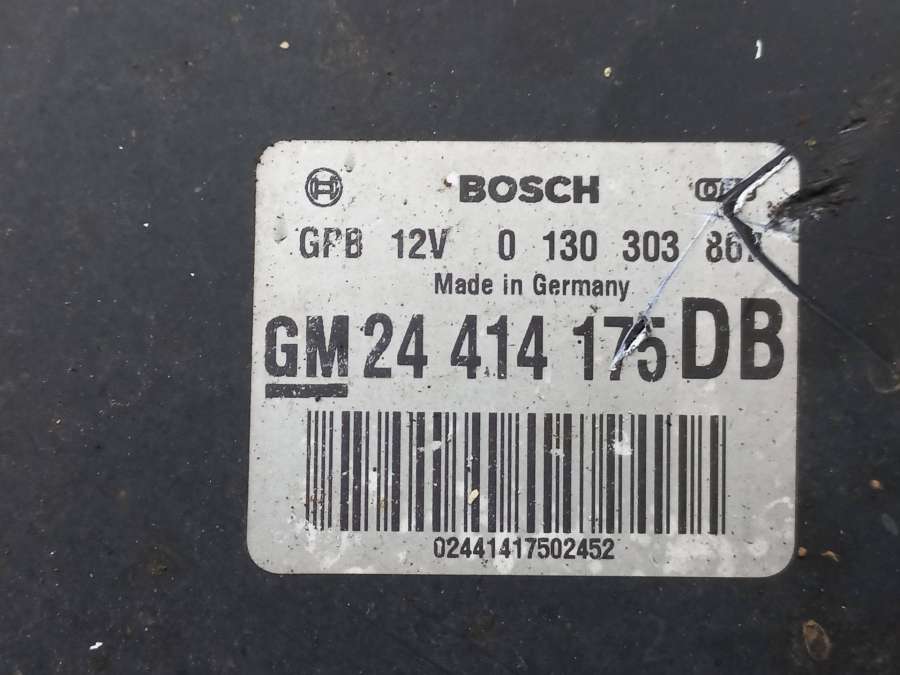 BOSCH
GPB 12V 0 130 303
Made in Germany
GM 24 414 175 DB
02441417502452